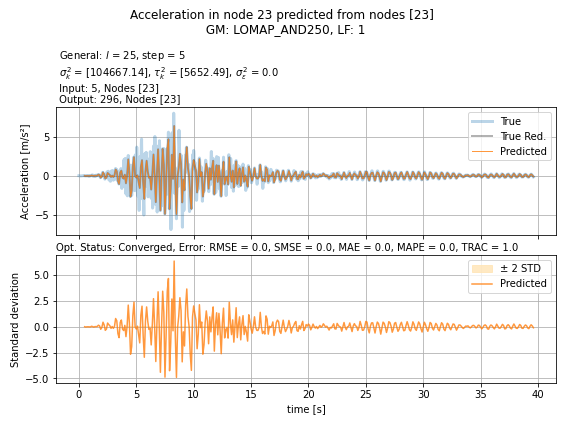 Acceleration in node 23 predicted from nodes [23]
GM: LOMAP_AND250, LF: 1
General: l = 25, step = 5
σ²ₖ = [104667.14], τ²ₖ = [5652.49], σ²ε = 0.0
Input: 5, Nodes [23]
Output: 296, Nodes [23]
True
True Red.
Predicted
5
0
−5
Acceleration [m/s²]
Opt. Status: Converged, Error: RMSE = 0.0, SMSE = 0.0, MAE = 0.0, MAPE = 0.0, TRAC = 1.0
± 2 STD
Predicted
5.0
2.5
0.0
−2.5
−5.0
Standard deviation
0 5 10 15 20 25 30 35 40
time [s]